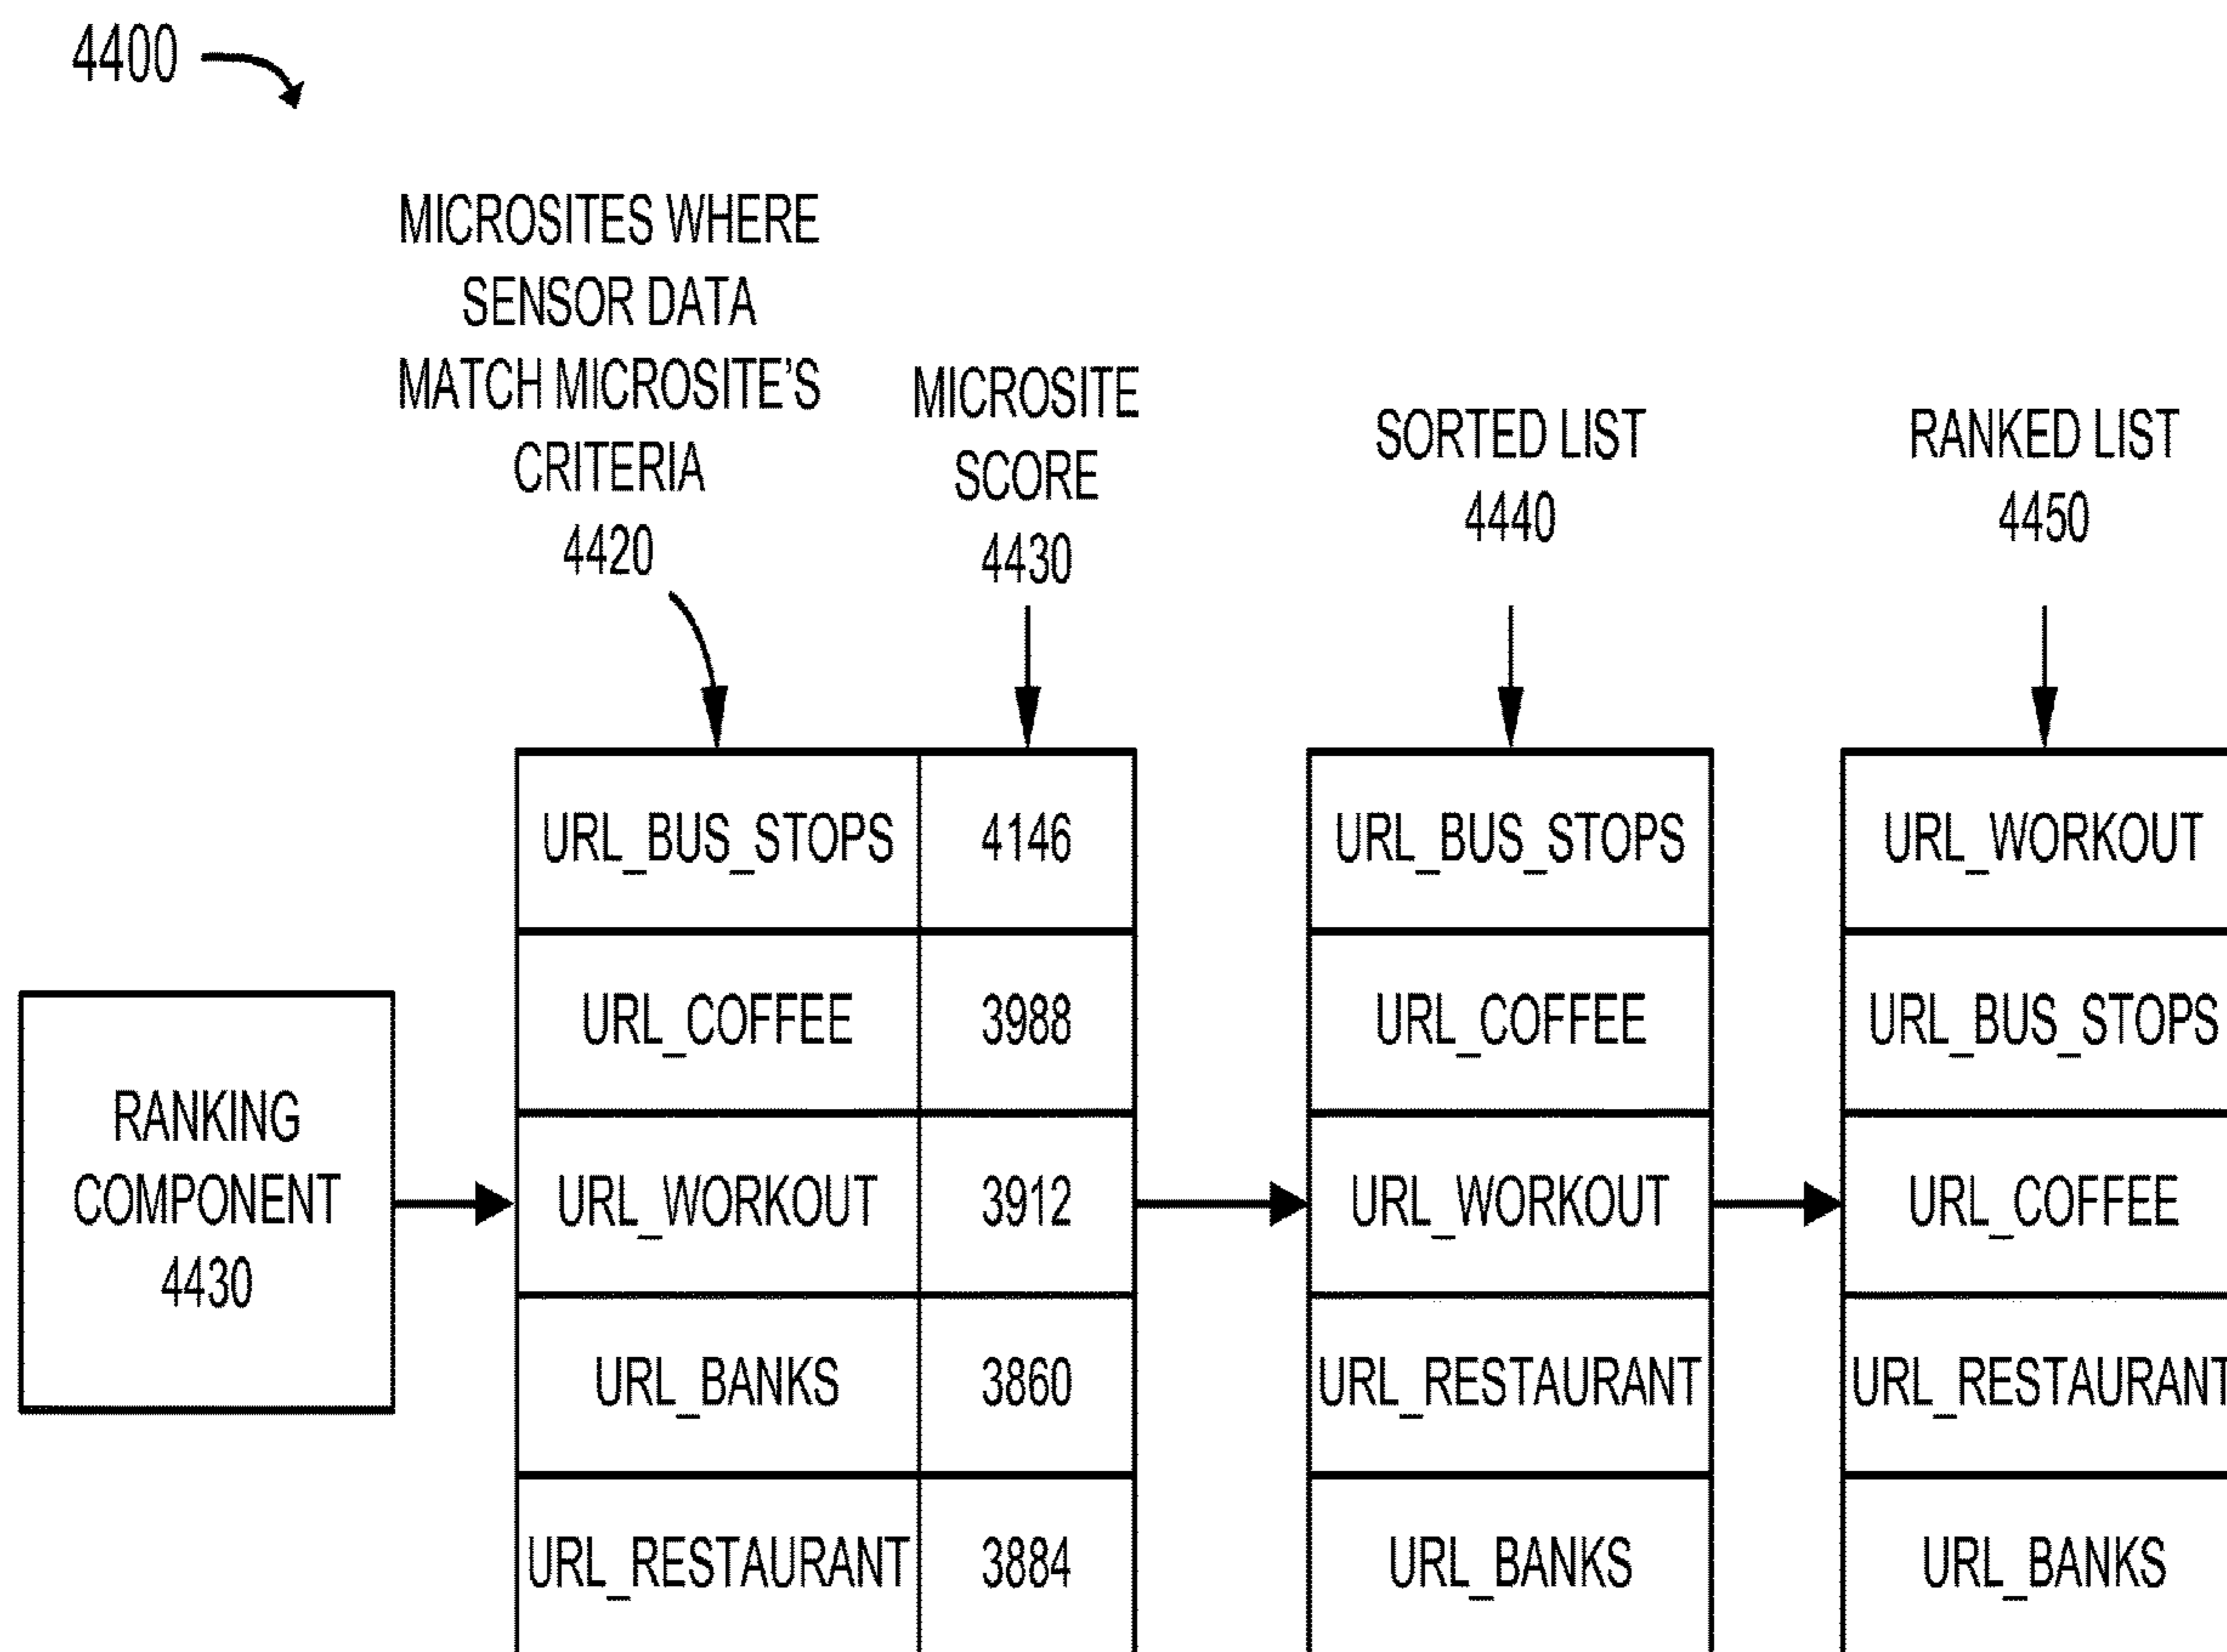 4400
MICROSITES WHERE
SENSOR DATA
MATCH MICROSITE'S
CRITERIA
4420
MICROSITE
SCORE
4430
SORTED LIST
4440
RANKED LIST
4450
RANKING
COMPONENT
4430
URL_BUS_STOPS 4146
URL_COFFEE 3988
URL_WORKOUT 3912
URL_BANKS 3860
URL_RESTAURANT 3884
URL_BUS_STOPS
URL_COFFEE
URL_WORKOUT
URL_RESTAURANT
URL_BANKS
URL_WORKOUT
URL_BUS_STOPS
URL_COFFEE
URL_RESTAURANT
URL_BANKS